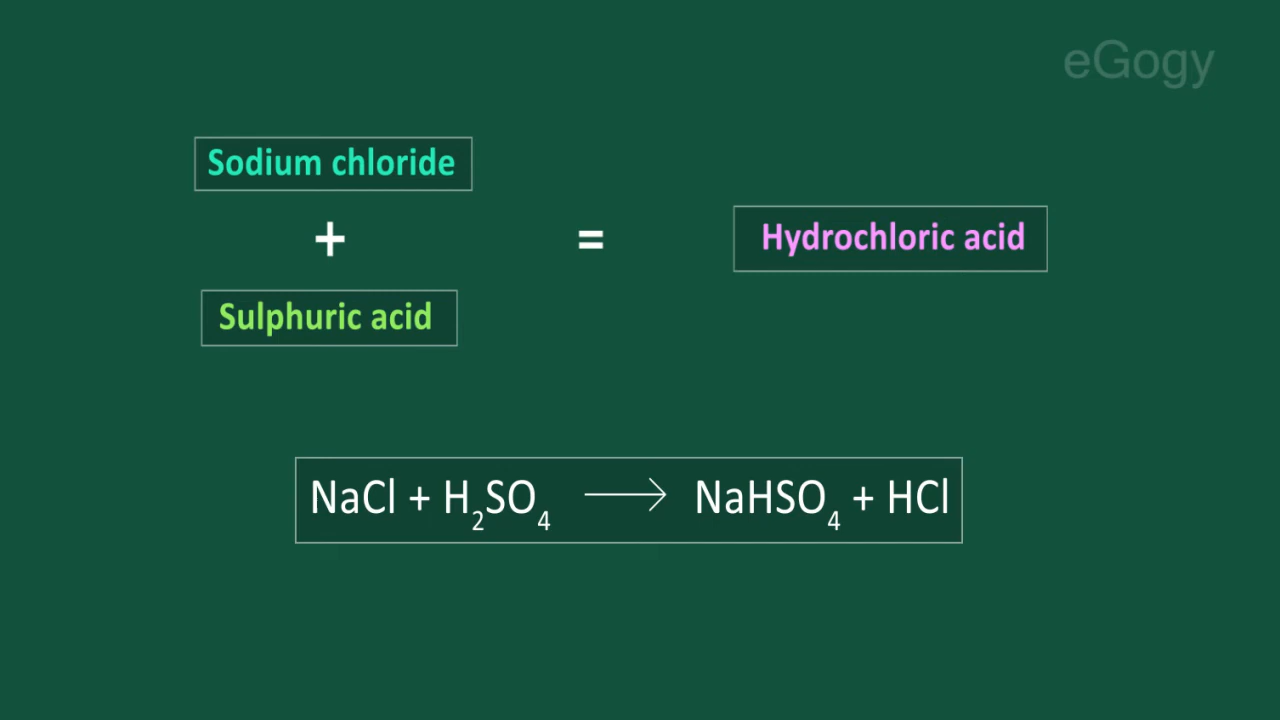 eGogy
Sodium chloride
+
=
Hydrochloric acid
Sulphuric acid
NaCl + H₂SO₄ ⟶ NaHSO₄ + HCl